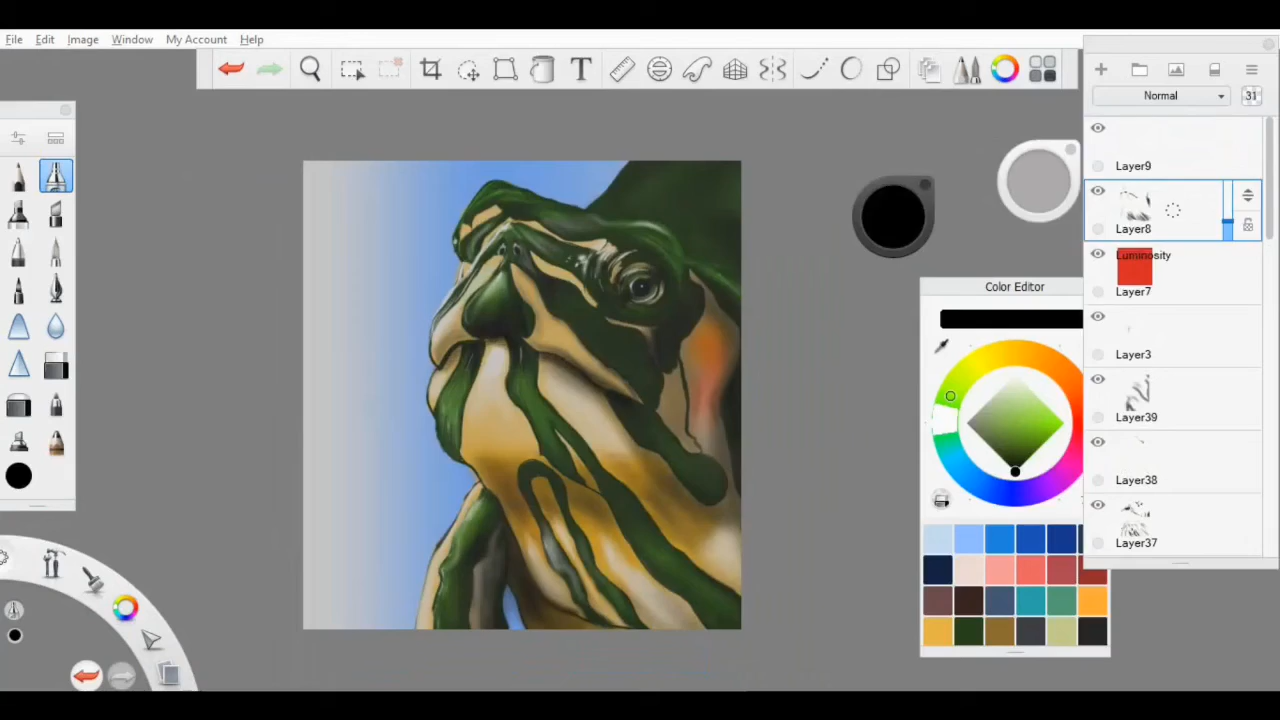 File Edit Image Window My Account Help
T
Normal 31
Layer9
Layer8
Luminosity
Layer7
Layer3
Layer39
Layer38
Layer37
Color Editor